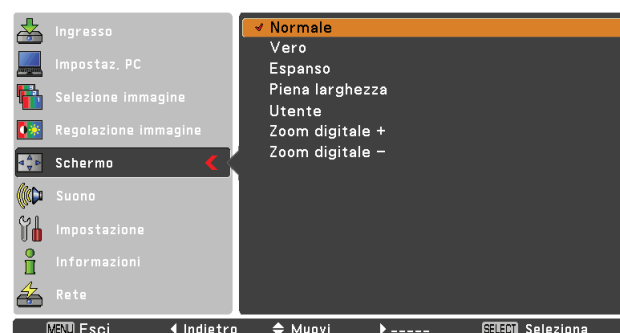 Ingresso
Impostaz. PC
Selezione immagine
Regolazione immagine
Schermo
Suono
Impostazione
Informazioni
Rete
Normale
Vero
Espanso
Piena larghezza
Utente
Zoom digitale +
Zoom digitale –
MENU Esci Indietro Muovi ----- SELECT Seleziona